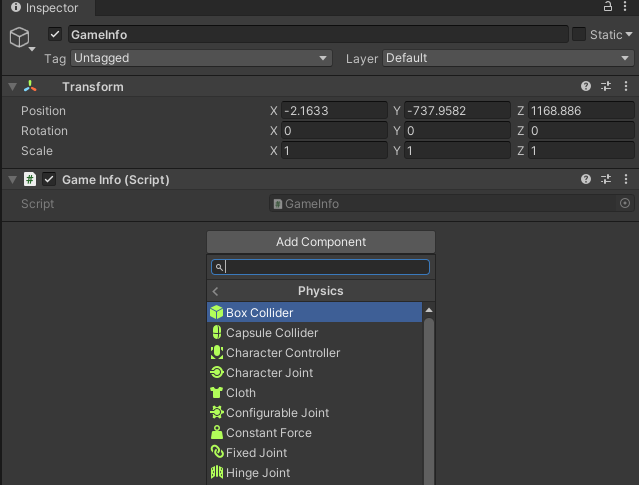 Inspector
GameInfo Static
Tag Untagged Layer Default
Transform
Position X -2.1633 Y -737.9582 Z 1168.886
Rotation X 0 Y 0 Z 0
Scale X 1 Y 1 Z 1
# Game Info (Script)
Script # GameInfo
Add Component
Physics
Box Collider
Capsule Collider
Character Controller
Character Joint
Cloth
Configurable Joint
Constant Force
Fixed Joint
Hinge Joint